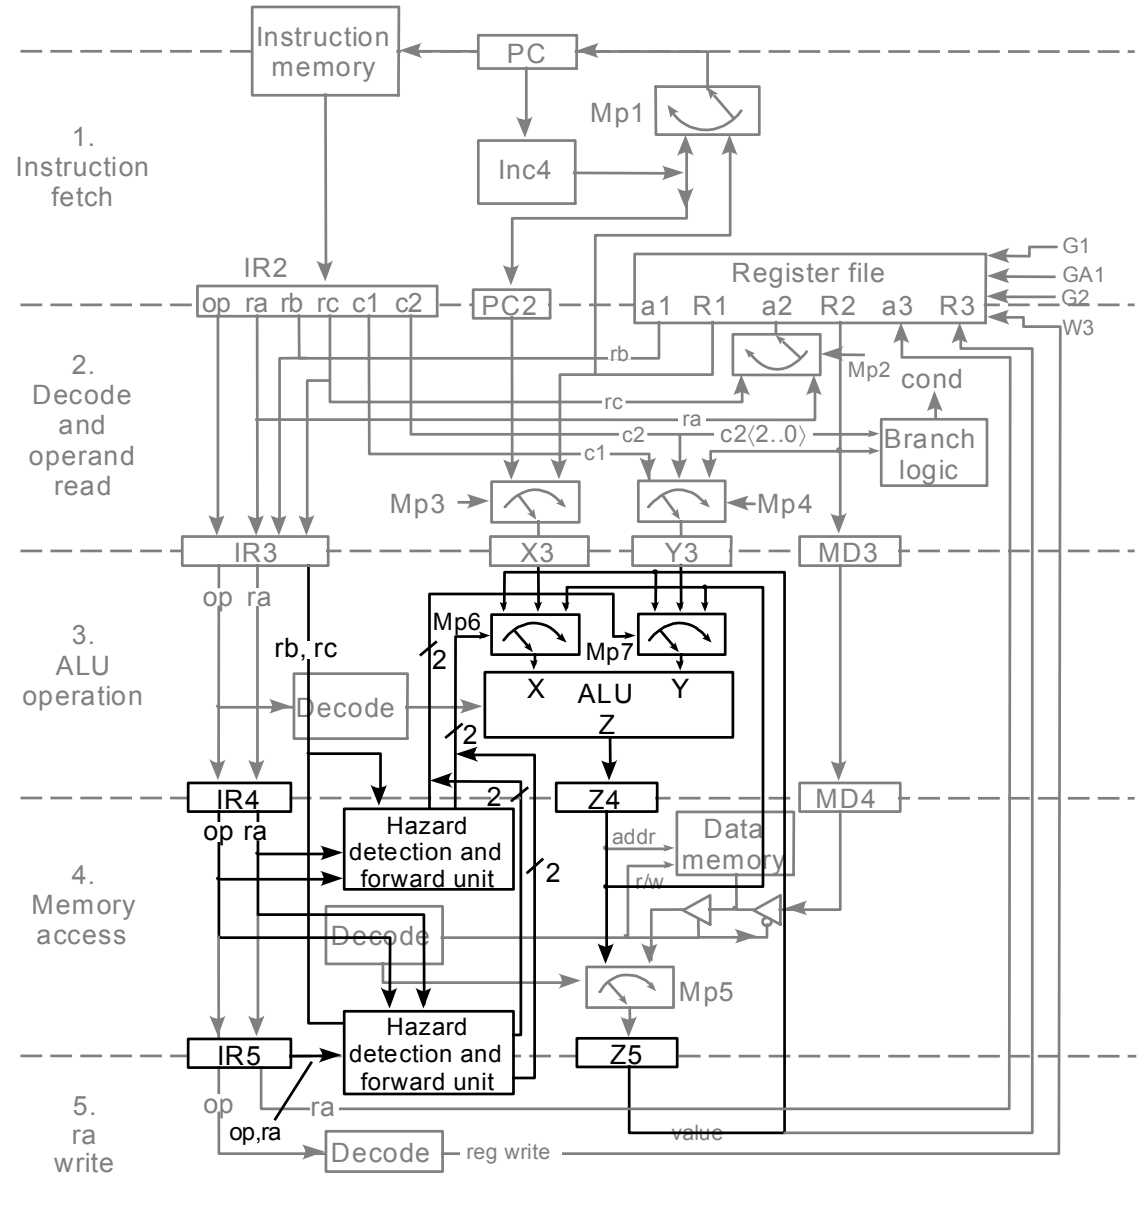 Instruction
memory
PC
Mp1
1.
Instruction
fetch
Inc4
IR2
Register file
G1
GA1
G2
W3
op ra rb rc c1 c2
PC2
a1 R1 a2 R2 a3 R3
2.
Decode
and
operand
read
rb
Mp2
cond
rc
ra
c2
c2⟨2..0⟩
c1
Branch
logic
Mp3
Mp4
IR3
X3
Y3
MD3
op ra
3.
ALU
operation
rb, rc
Mp6
2
Mp7
Decode
X ALU Y
Z
2
IR4
2
Z4
MD4
op ra
Hazard
detection and
forward unit
2
addr
Data
memory
r/w
4.
Memory
access
Decode
Mp5
Hazard
detection and
forward unit
IR5
Z5
5.
ra
write
op
ra
op,ra
value
Decode
reg write